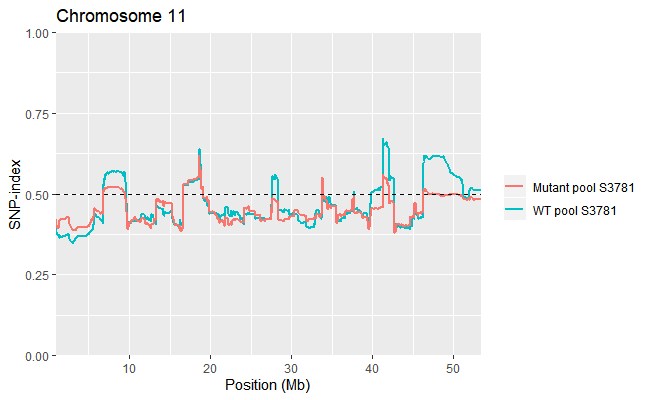 Chromosome 11
1.00
0.75
0.50
0.25
0.00
SNP-index
10
20
30
40
50
Position (Mb)
Mutant pool S3781
WT pool S3781